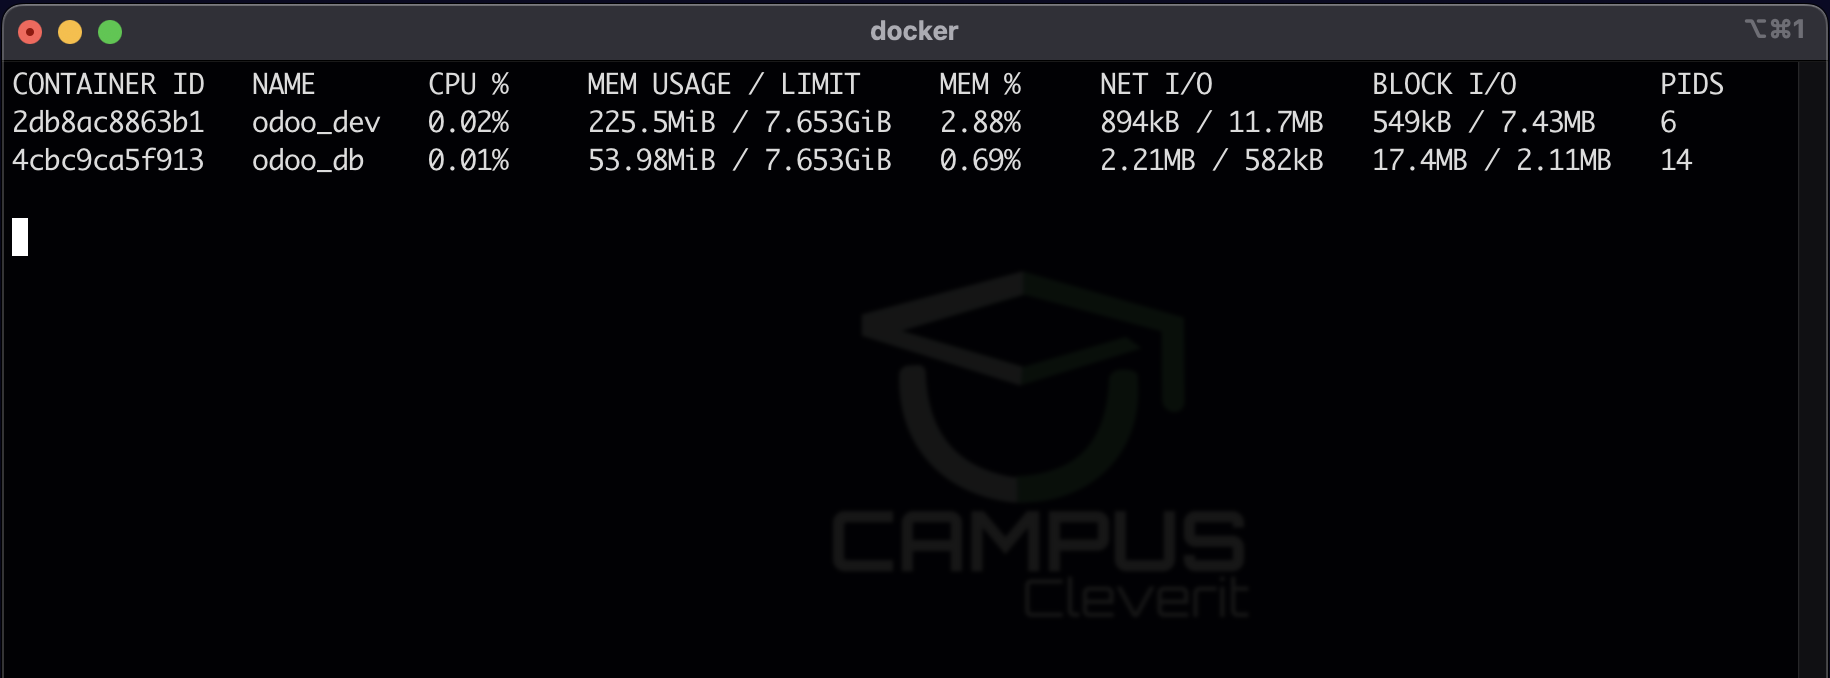 docker
⌥⌘1
CONTAINER ID NAME CPU % MEM USAGE / LIMIT MEM % NET I/O BLOCK I/O PIDS
2db8ac8863b1 odoo_dev 0.02% 225.5MiB / 7.653GiB 2.88% 894kB / 11.7MB 549kB / 7.43MB 6
4cbc9ca5f913 odoo_db 0.01% 53.98MiB / 7.653GiB 0.69% 2.21MB / 582kB 17.4MB / 2.11MB 14
CAMPUS
Cleverit